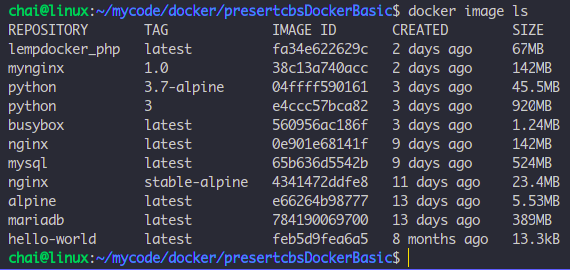 chai@linux:~/mycode/docker/presertcbsDockerBasic$ docker image ls
REPOSITORY TAG IMAGE ID CREATED SIZE
lempdocker_php latest fa34e622629c 2 days ago 67MB
mynginx 1.0 38c13a740acc 2 days ago 142MB
python 3.7-alpine 04ffff590161 3 days ago 45.5MB
python 3 e4ccc57bca82 3 days ago 920MB
busybox latest 560956ac186f 3 days ago 1.24MB
nginx latest 0e901e68141f 9 days ago 142MB
mysql latest 65b636d5542b 9 days ago 524MB
nginx stable-alpine 4341472ddfe8 11 days ago 23.4MB
alpine latest e66264b98777 13 days ago 5.53MB
mariadb latest 784190069700 13 days ago 389MB
hello-world latest feb5d9fea6a5 8 months ago 13.3kB
chai@linux:~/mycode/docker/presertcbsDockerBasic$